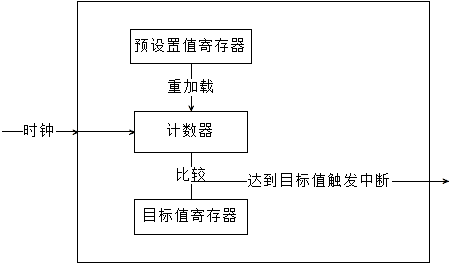 预设置值寄存器
重加载
时钟
计数器
比较
达到目标值触发中断
目标值寄存器